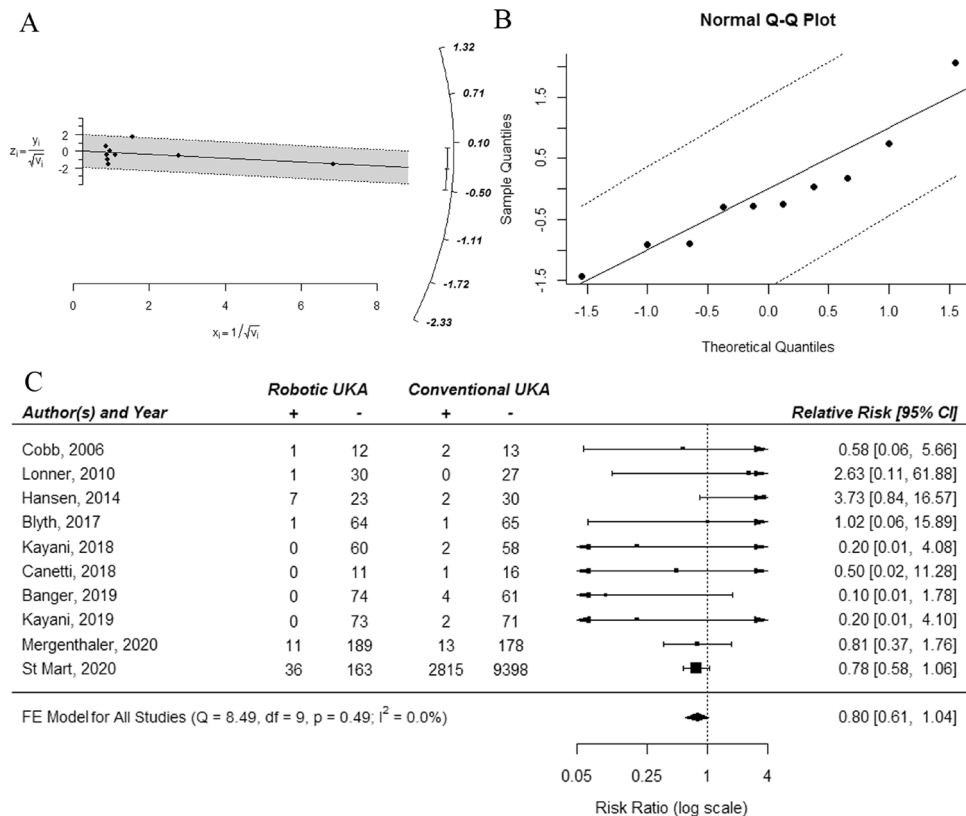 A
1.32
0.71
0.10
-0.50
-1.11
-1.72
-2.33
2
0
-2
zᵢ = yᵢ / √vᵢ
0 2 4 6 8
xᵢ = 1/√vᵢ
B
Normal Q-Q Plot
Sample Quantiles
1.5
0.5
-0.5
-1.5
-1.5 -1.0 -0.5 0.0 0.5 1.0 1.5
Theoretical Quantiles
C
Robotic UKA Conventional UKA
Author(s) and Year + - + - Relative Risk [95% CI]
Cobb, 2006 1 12 2 13 0.58 [0.06, 5.66]
Lonner, 2010 1 30 0 27 2.63 [0.11, 61.88]
Hansen, 2014 7 23 2 30 3.73 [0.84, 16.57]
Blyth, 2017 1 64 1 65 1.02 [0.06, 15.89]
Kayani, 2018 0 60 2 58 0.20 [0.01, 4.08]
Canetti, 2018 0 11 1 16 0.50 [0.02, 11.28]
Banger, 2019 0 74 4 61 0.10 [0.01, 1.78]
Kayani, 2019 0 73 2 71 0.20 [0.01, 4.10]
Mergenthaler, 2020 11 189 13 178 0.81 [0.37, 1.76]
St Mart, 2020 36 163 2815 9398 0.78 [0.58, 1.06]
FE Model for All Studies (Q = 8.49, df = 9, p = 0.49; I² = 0.0%) 0.80 [0.61, 1.04]
0.05 0.25 1 4
Risk Ratio (log scale)